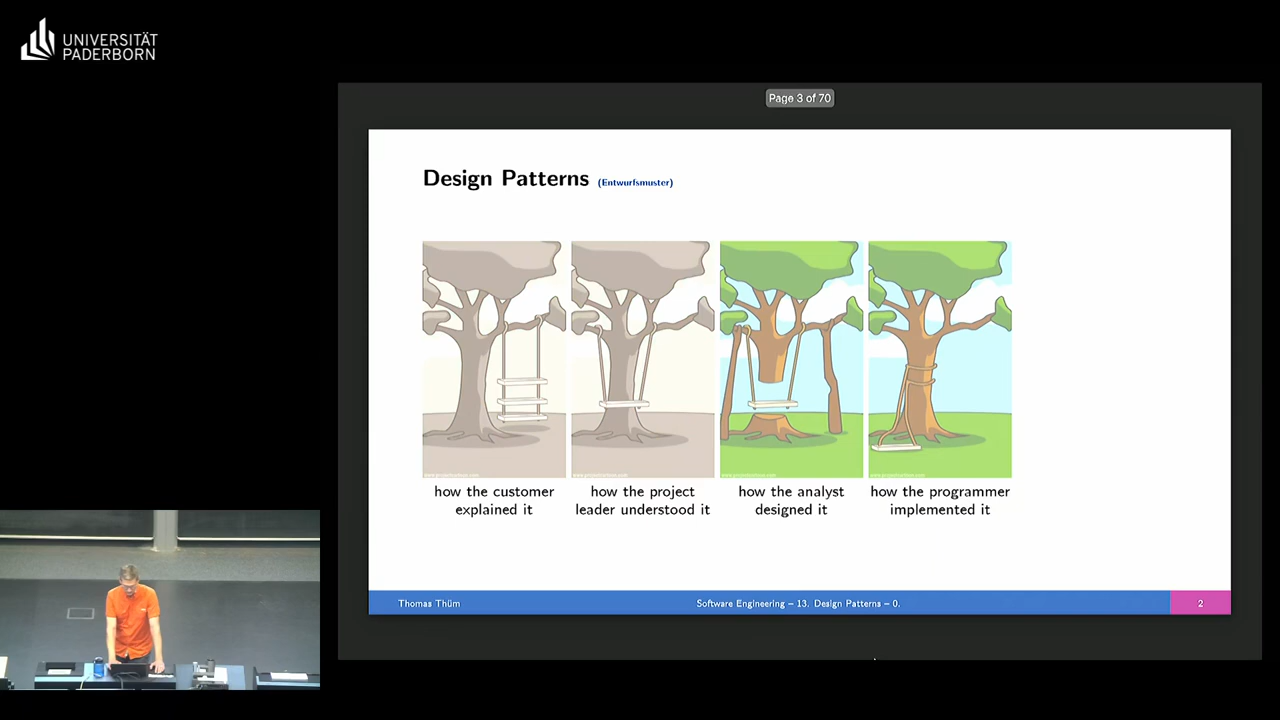 UNIVERSITÄT
PADERBORN
Page 3 of 70
Design Patterns (Entwurfsmuster)
how the customer
explained it
how the project
leader understood it
how the analyst
designed it
how the programmer
implemented it
Thomas Thüm
Software Engineering – 13. Design Patterns – 0.
2